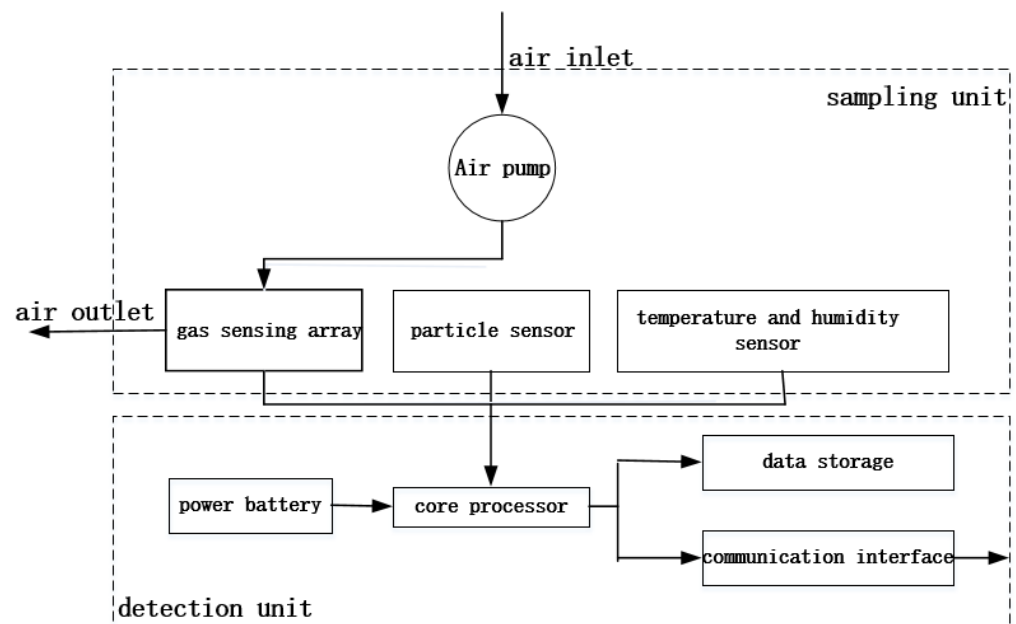 air inlet
sampling unit
Air pump
air outlet
gas sensing array
particle sensor
temperature and humidity
sensor
data storage
power battery
core processor
communication interface
detection unit